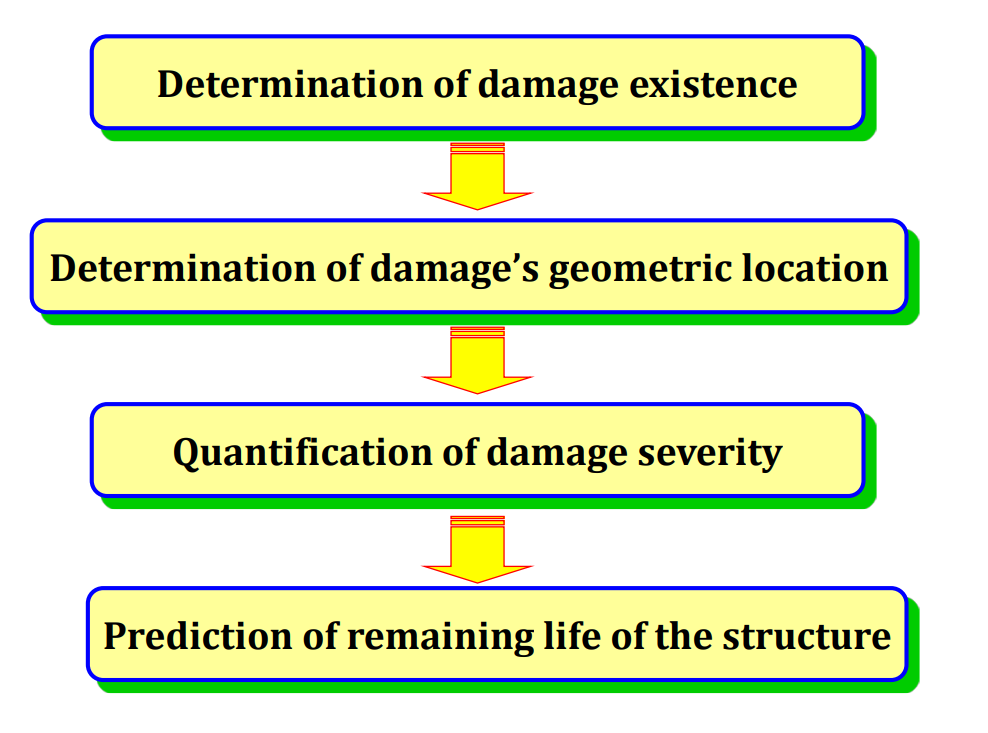 Determination of damage existence
Determination of damage’s geometric location
Quantification of damage severity
Prediction of remaining life of the structure